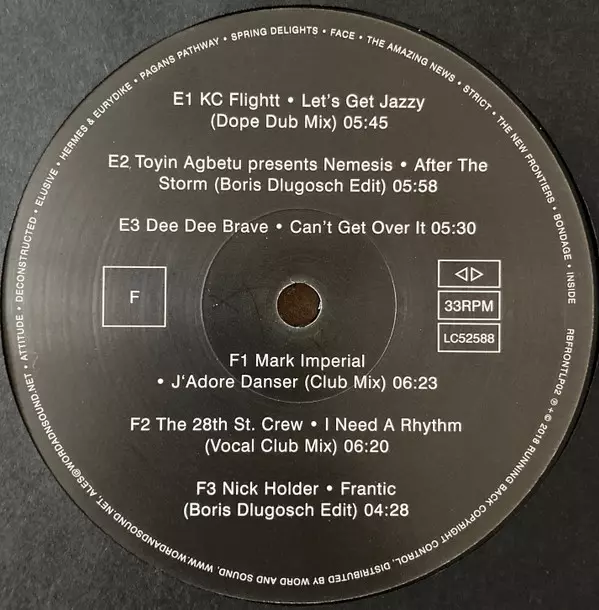 E1 KC Flightt • Let's Get Jazzy
(Dope Dub Mix) 05:45
E2 Toyin Agbetu presents Nemesis • After The
Storm (Boris Dlugosch Edit) 05:58
E3 Dee Dee Brave • Can't Get Over It 05:30
F
33RPM
LC52588
F1 Mark Imperial
• J'Adore Danser (Club Mix) 06:23
F2 The 28th St. Crew • I Need A Rhythm
(Vocal Club Mix) 06:20
F3 Nick Holder • Frantic
(Boris Dlugosch Edit) 04:28
• ATTITUDE • DECONSTRUCTED • ELUSIVE • HERMES & EURYDIKE • PAGANS PATHWAY • SPRING DELIGHTS • FACE • THE AMAZING NEWS • STRICT • THE NEW FRONTIERS • BONDAGE • INSIDE
RBFRONTLP02 ℗+© 2018 RUNNING BACK COPYRIGHT CONTROL, DISTRIBUTED BY WORD AND SOUND, WWW.WORDANDSOUND.NET, ALES@WORDADNSOUND.NET